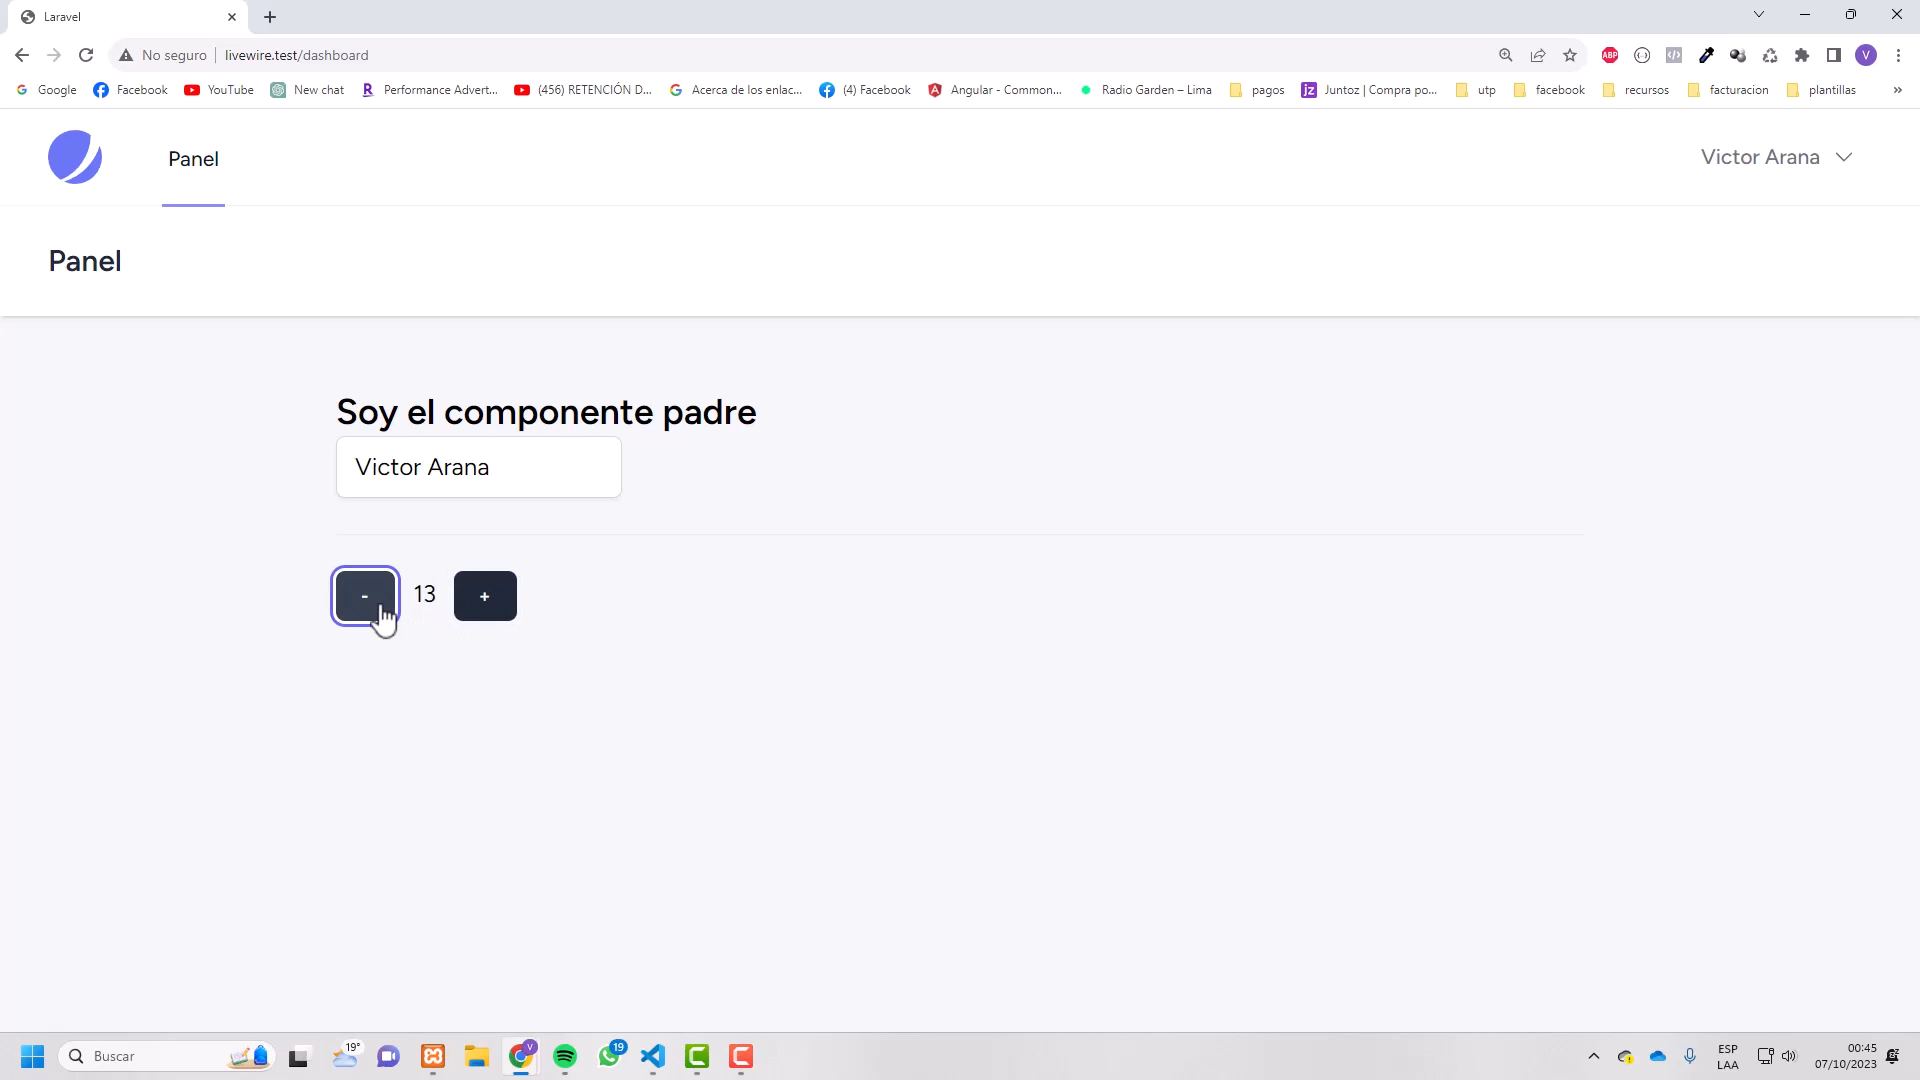 Laravel
No seguro livewire.test/dashboard
ABP
V
Google Facebook YouTube New chat Performance Advert... (456) RETENCIÓN D... Acerca de los enlac... (4) Facebook Angular - Common... Radio Garden – Lima pagos jz Juntoz | Compra po... utp facebook recursos facturacion plantillas »
Panel
Victor Arana
Panel
Soy el componente padre
Victor Arana
- 13 +
Buscar
19°
V
19
ESP
LAA
00:45
07/10/2023